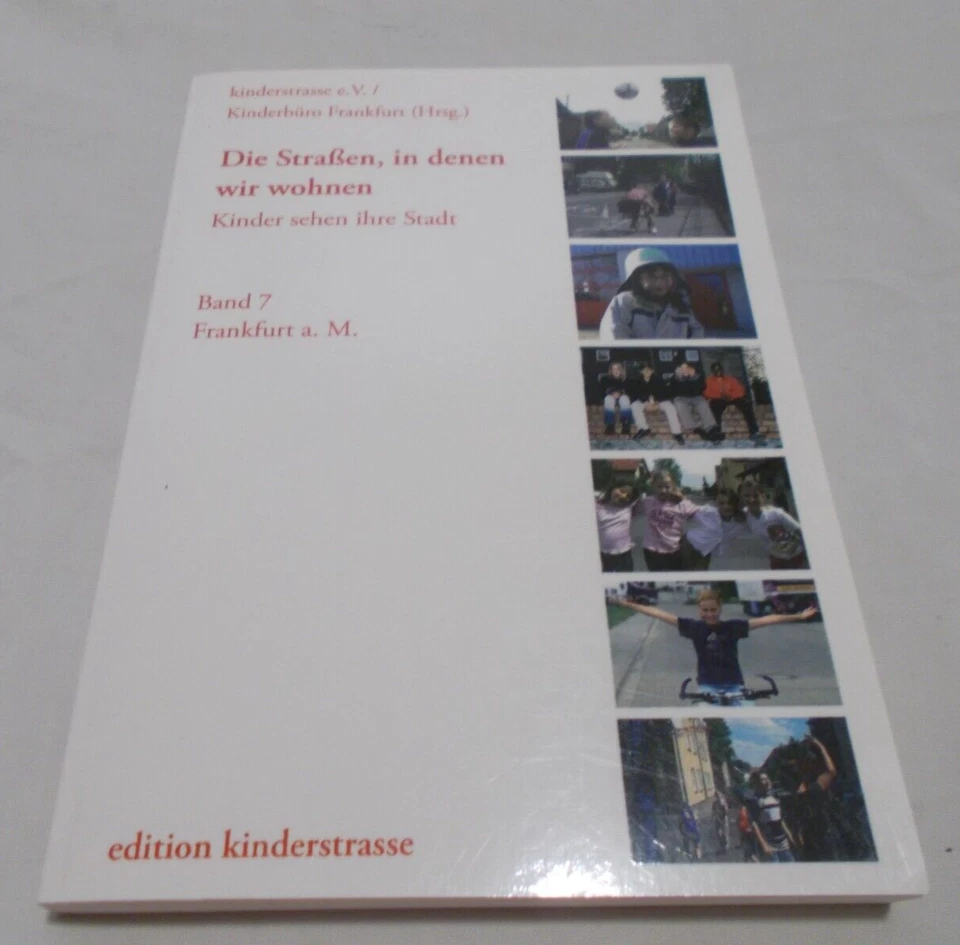 kinderstrasse e.V. /
Kinderbüro Frankfurt (Hrsg.)
Die Straßen, in denen
wir wohnen
Kinder sehen ihre Stadt
Band 7
Frankfurt a. M.
edition kinderstrasse